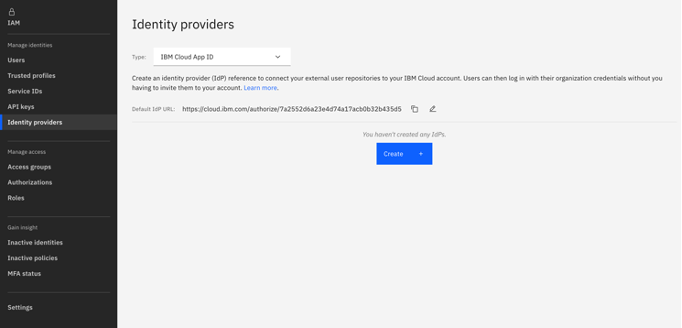 IAM
Manage identities
Users
Trusted profiles
Service IDs
API keys
Identity providers
Manage access
Access groups
Authorizations
Roles
Gain insight
Inactive identities
Inactive policies
MFA status
Settings
Identity providers
Type: IBM Cloud App ID
Create an identity provider (IdP) reference to connect your external user repositories to your IBM Cloud account. Users can then log in with their organization credentials without you
having to invite them to your account. Learn more.
Default IdP URL: https://cloud.ibm.com/authorize/7a2552d6a23e4d74a17acb0b32b435d5
You haven't created any IdPs.
Create +